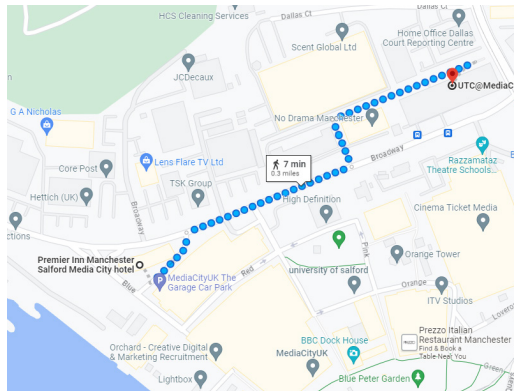 HCS Cleaning Services
Dallas Ct
Dallas Ct
Home Office Dallas
Court Reporting Centre
Scent Global Ltd
JCDecaux
UTC@MediaC
G A Nicholas
No Drama Manchester
Broadway
Lens Flare TV Ltd
7 min
0.3 miles
Razzamataz
Theatre Schools...
Core Post
TSK Group
Hettich (UK)
High Definition
Cinema Ticket Media
Broadway
ctions
Pink
Premier Inn Manchester
Salford Media City hotel
Orange Tower
Red
MediaCityUK The
Garage Car Park
university of salford
Blue
Orange
ITV Studios
Prezzo Italian
Restaurant Manchester
Find & Book a
Table Near You
BBC Dock House
Orchard - Creative Digital
& Marketing Recruitment
MediaCityUK
Lightbox
Blue Peter Garden